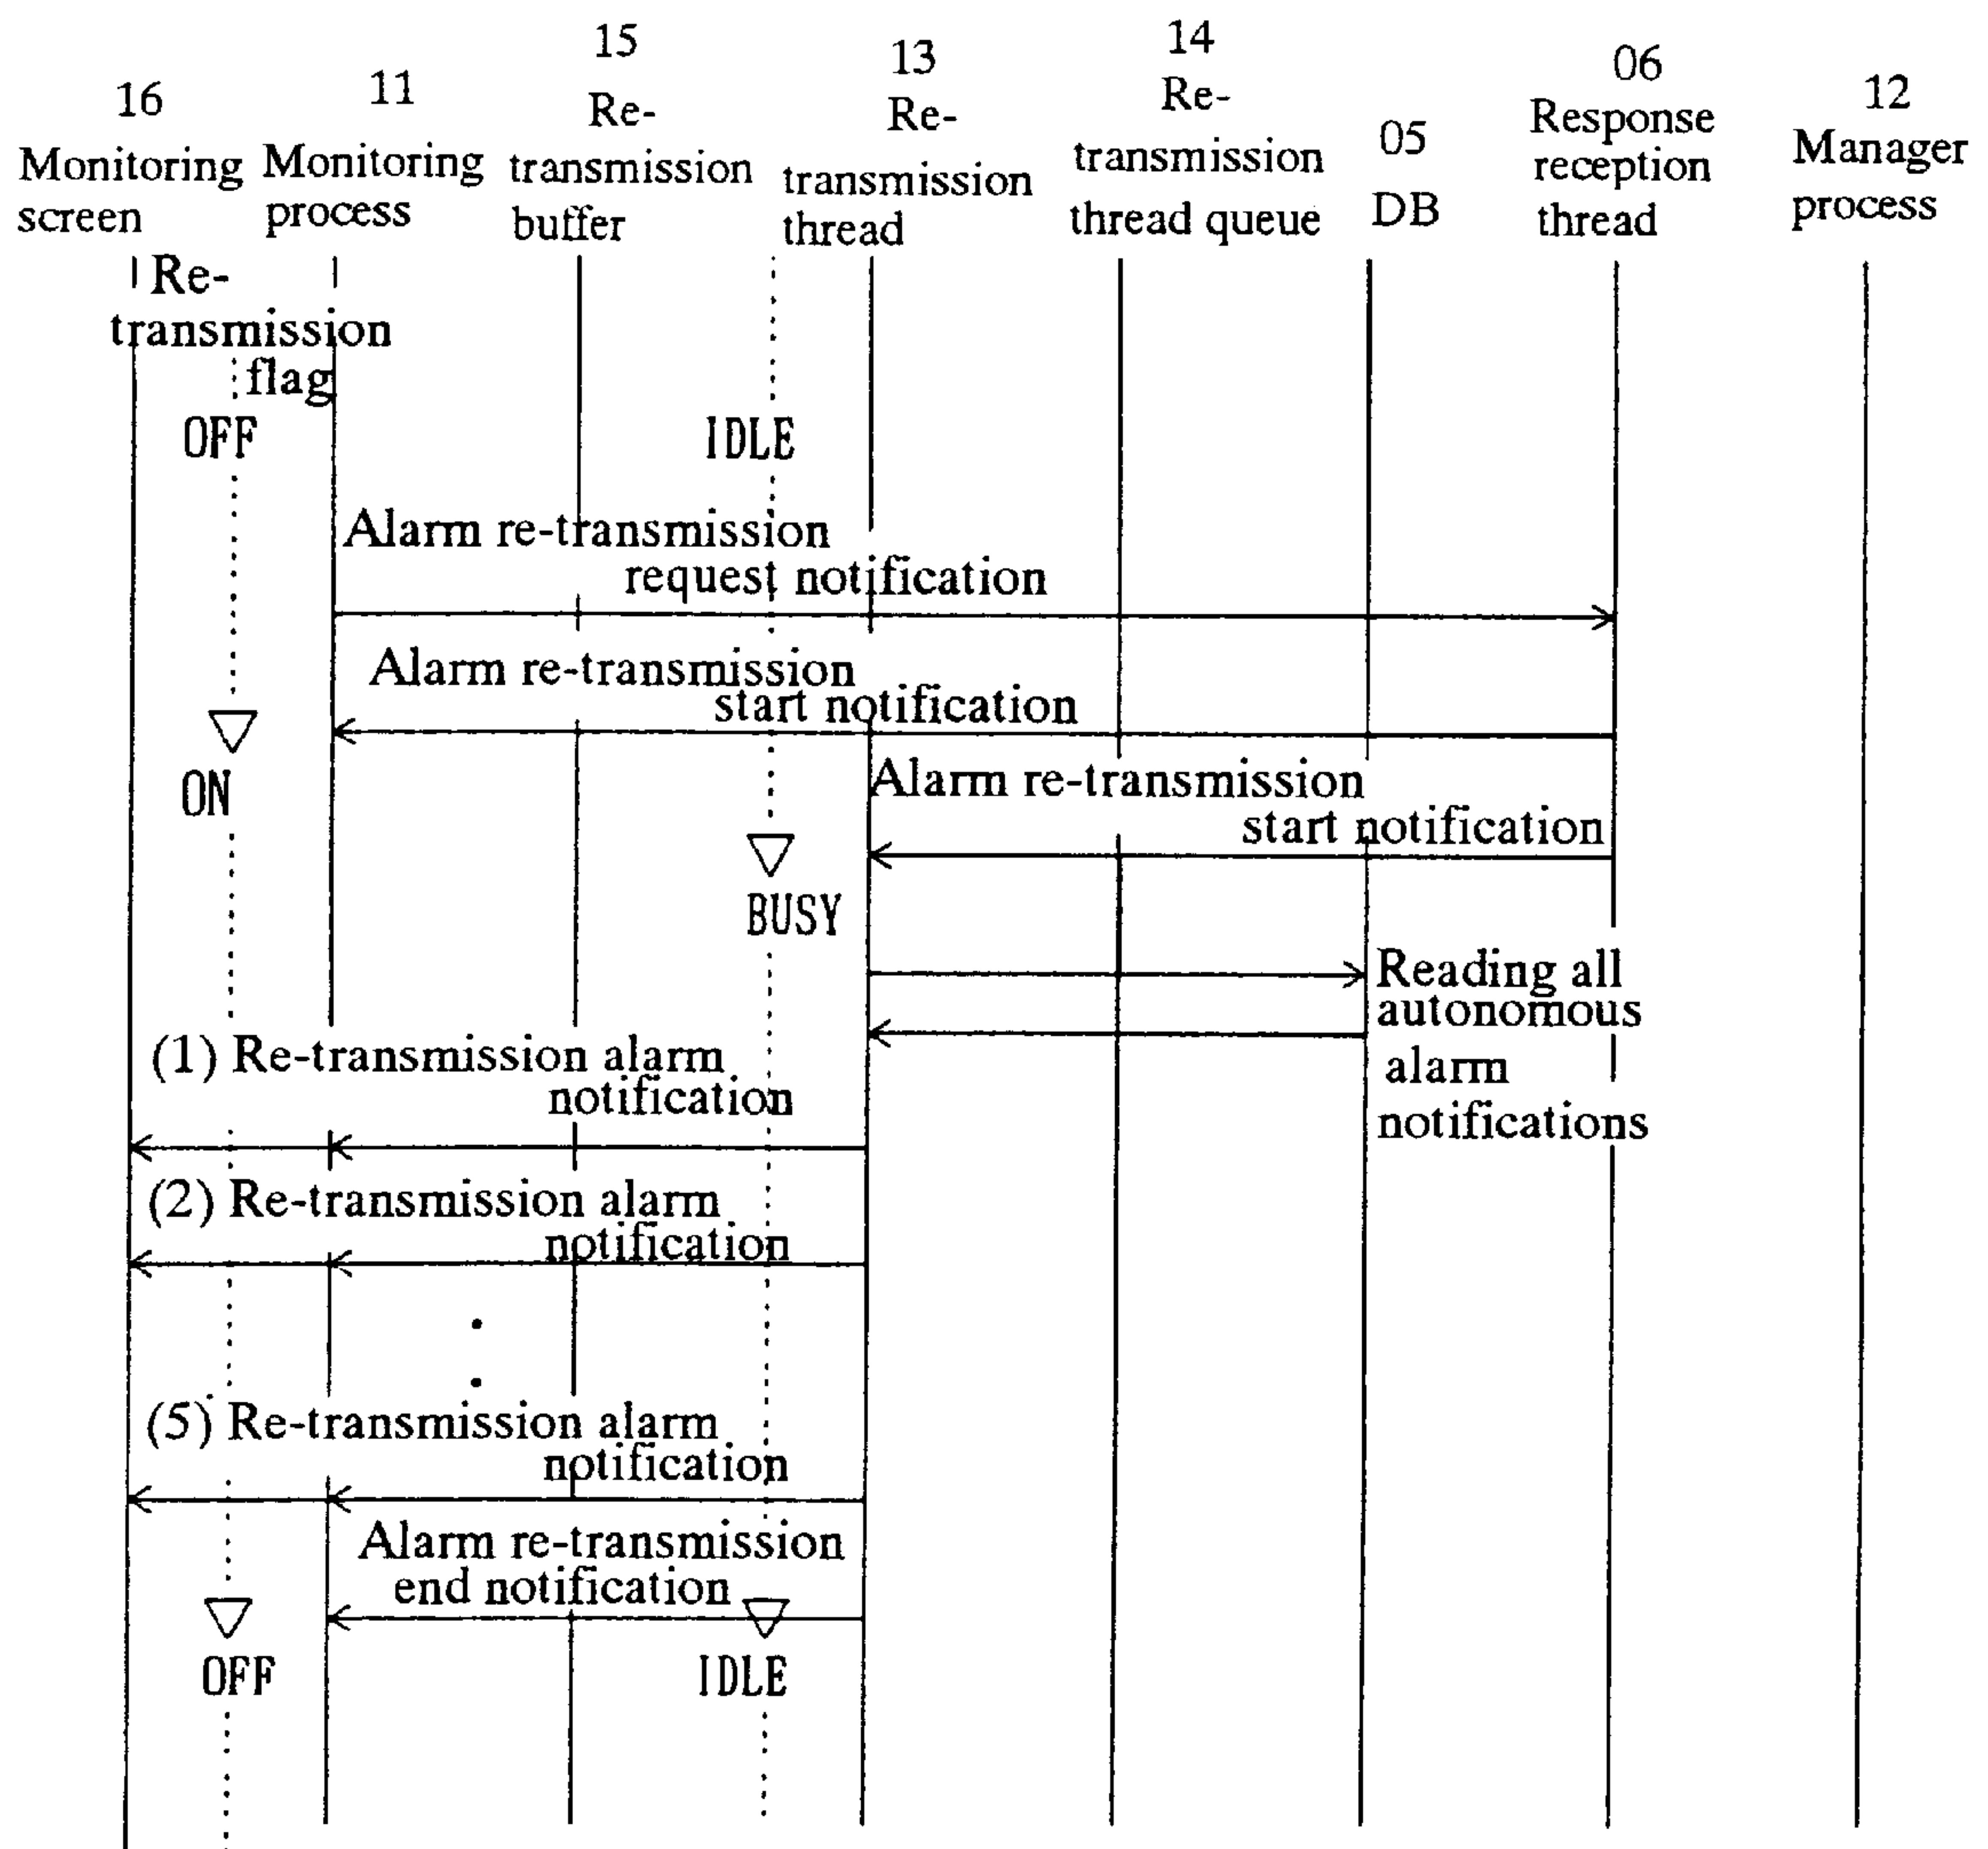 16
Monitoring
screen
11
Monitoring
process
15
Re-
transmission
buffer
13
Re-
transmission
thread
14
Re-
transmission
thread queue
05
DB
06
Response
reception
thread
12
Manager
process
Re-
transmission
flag
OFF
IDLE
Alarm re-transmission
request notification
Alarm re-transmission
start notification
ON
Alarm re-transmission
start notification
BUSY
Reading all
autonomous
alarm
notifications
(1) Re-transmission alarm
notification
(2) Re-transmission alarm
notification
(5) Re-transmission alarm
notification
Alarm re-transmission
end notification
OFF
IDLE